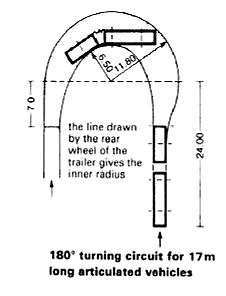 6.50
11.80
7.0
24.00
the line drawn
by the rear
wheel of the
trailer gives the
inner radius
180° turning circuit for 17m
long articulated vehicles